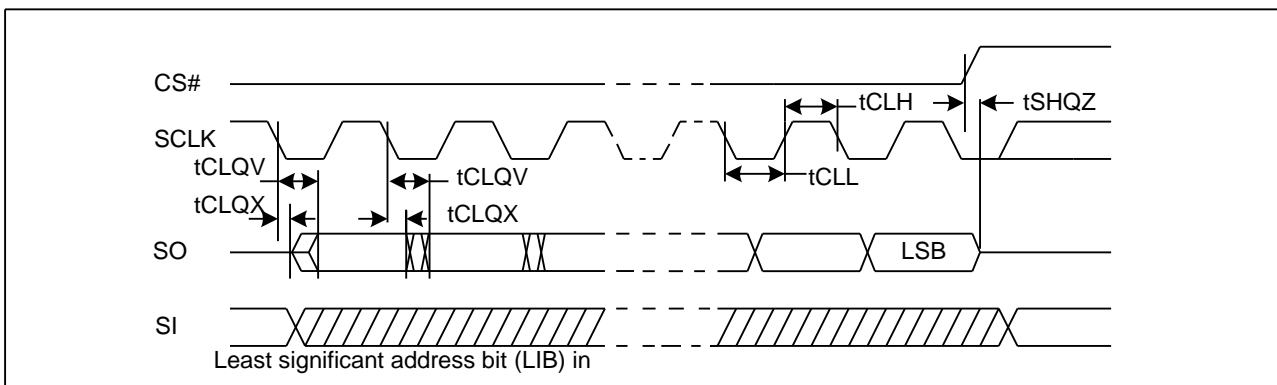 CS#
tCLH
tSHQZ
SCLK
tCLQV
tCLQV
tCLL
tCLQX
tCLQX
SO
LSB
SI
Least significant address bit (LIB) in